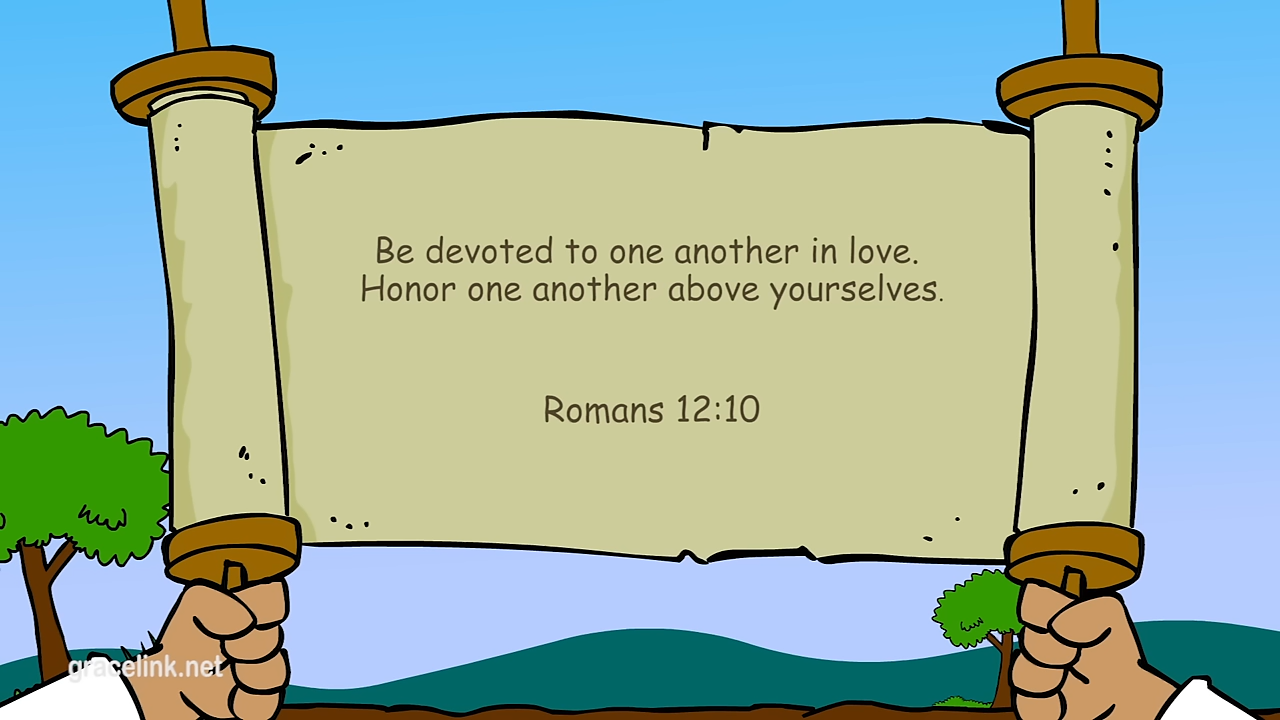 Be devoted to one another in love.
Honor one another above yourselves.
Romans 12:10
gracelink.net